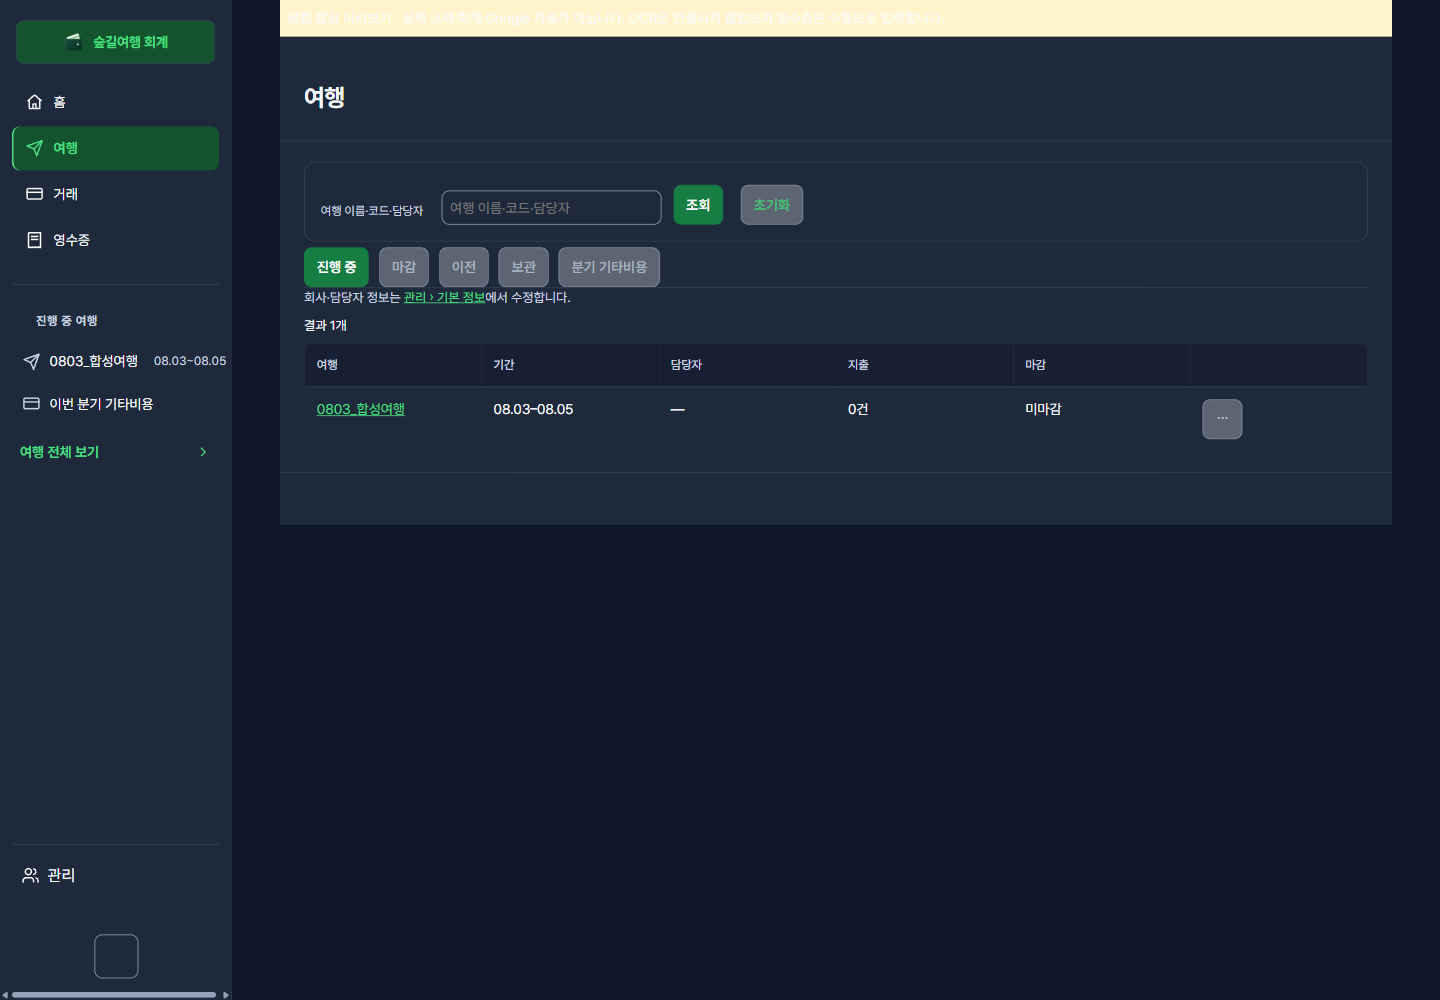 숲길여행 회계
홈
여행
거래
영수증
진행 중 여행
0803_합성여행 08.03~08.05
이번 분기 기타비용
여행 전체 보기
관리
여행
여행 이름·코드·담당자 여행 이름·코드·담당자 조회 초기화
진행 중 마감 이전 보관 분기 기타비용
회사·담당자 정보는 관리 › 기본 정보에서 수정합니다.
결과 1개
여행 기간 담당자 지출 마감
0803_합성여행 08.03–08.05 — 0건 미마감 ···